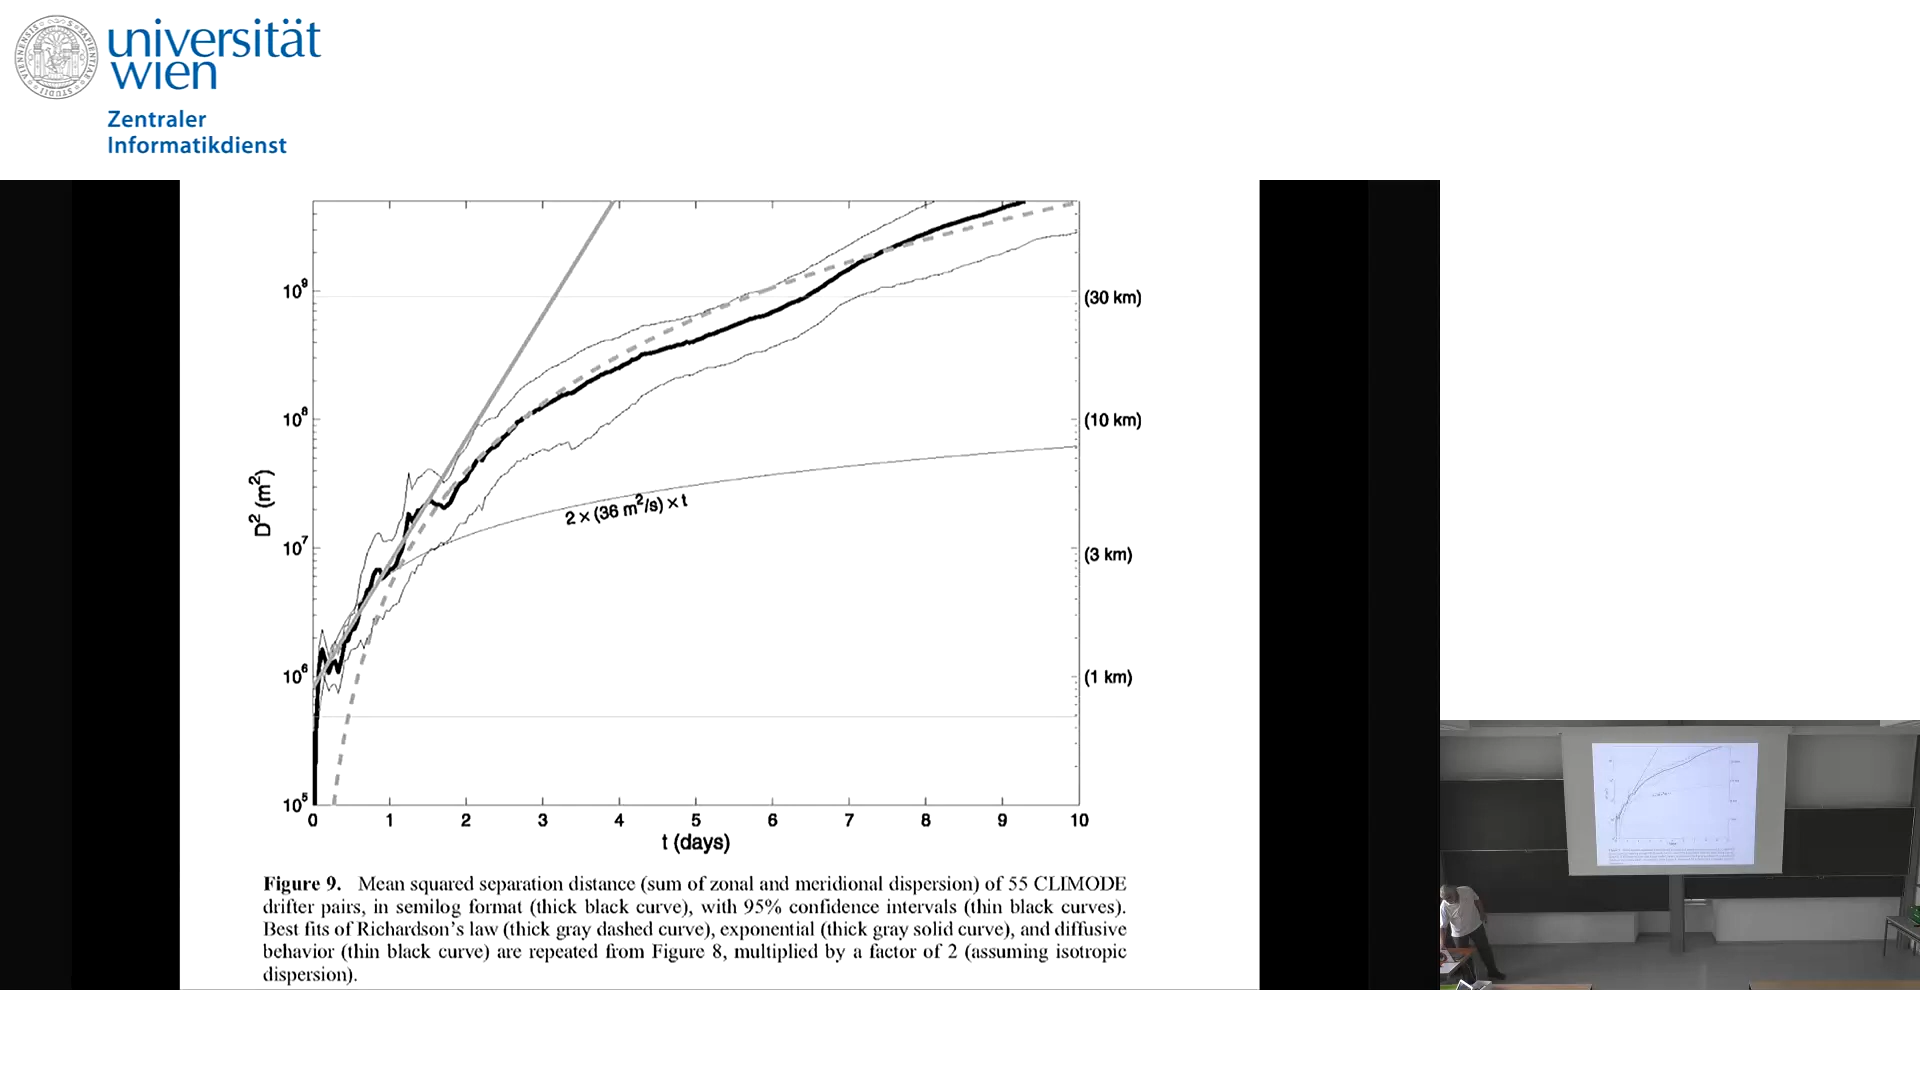 universität
wien
Zentraler
Informatikdienst
10⁹
10⁸
10⁷
10⁶
10⁵
D² (m²)
(30 km)
(10 km)
(3 km)
(1 km)
2 × (36 m²/s) × t
0 1 2 3 4 5 6 7 8 9 10
t (days)
Figure 9. Mean squared separation distance (sum of zonal and meridional dispersion) of 55 CLIMODE
drifter pairs, in semilog format (thick black curve), with 95% confidence intervals (thin black curves).
Best fits of Richardson's law (thick gray dashed curve), exponential (thick gray solid curve), and diffusive
behavior (thin black curve) are repeated from Figure 8, multiplied by a factor of 2 (assuming isotropic
dispersion).